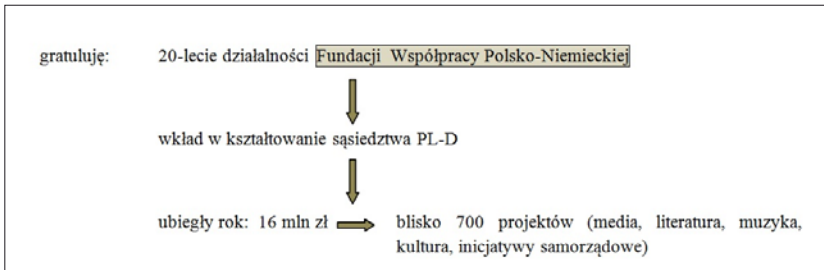 gratuluję: 20-lecie działalności Fundacji Współpracy Polsko-Niemieckiej
wkład w kształtowanie sąsiedztwa PL-D
ubiegły rok: 16 mln zł blisko 700 projektów (media, literatura, muzyka,
kultura, inicjatywy samorządowe)